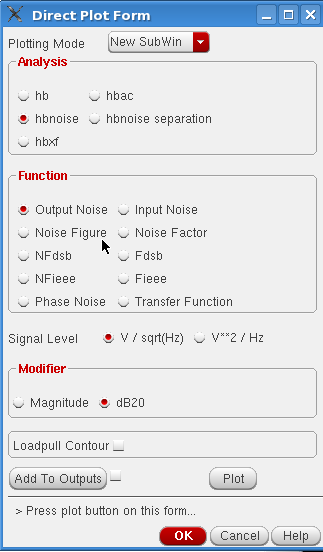 Direct Plot Form
Plotting Mode New SubWin
Analysis
hb hbac
hbnoise hbnoise separation
hbxf
Function
Output Noise Input Noise
Noise Figure Noise Factor
NFdsb Fdsb
NFieee Fieee
Phase Noise Transfer Function
Signal Level V / sqrt(Hz) V**2 / Hz
Modifier
Magnitude dB20
Loadpull Contour
Add To Outputs Plot
> Press plot button on this form...
OK Cancel Help